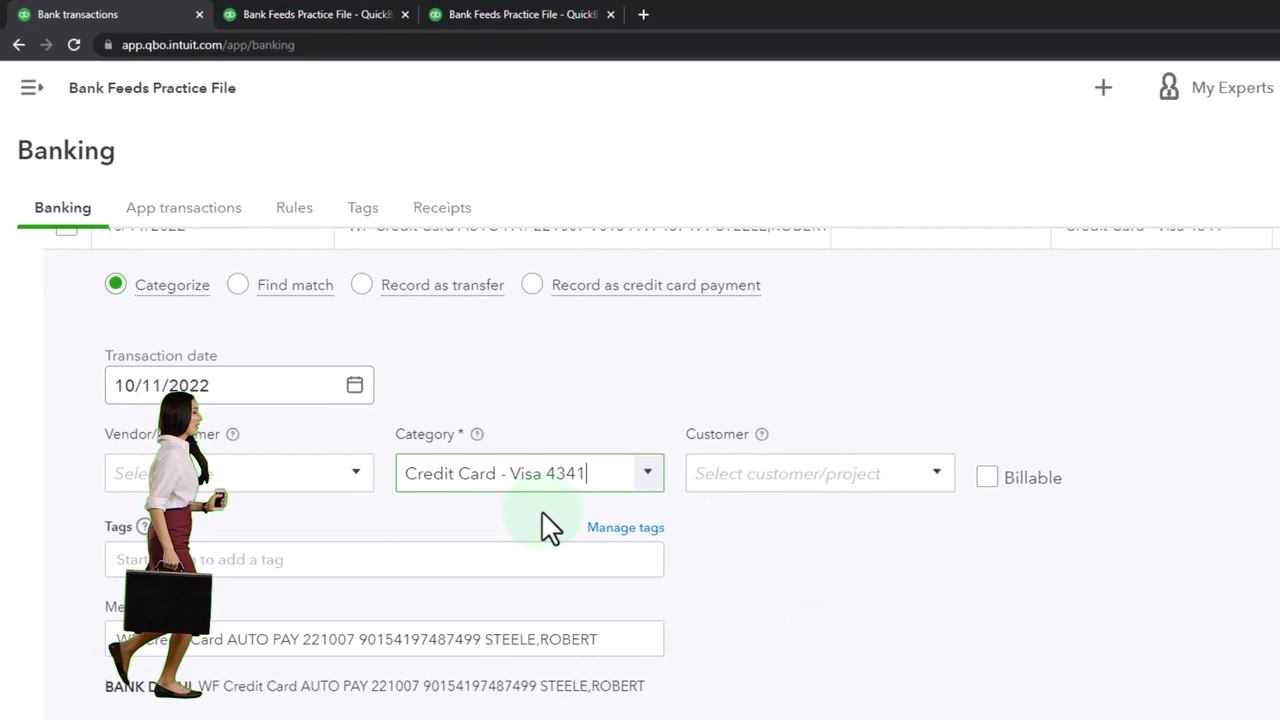 Bank transactions
Bank Feeds Practice File - QuickB
Bank Feeds Practice File - QuickB
app.qbo.intuit.com/app/banking
Bank Feeds Practice File
My Experts
Banking
Banking App transactions Rules Tags Receipts
Categorize Find match Record as transfer Record as credit card payment
Transaction date
10/11/2022
Category * Customer
Credit Card - Visa 4341 Select customer/project Billable
Tags Manage tags
to add a tag
AUTO PAY 221007 90154197487499 STEELE,ROBERT
BANK WF Credit Card AUTO PAY 221007 90154197487499 STEELE,ROBERT